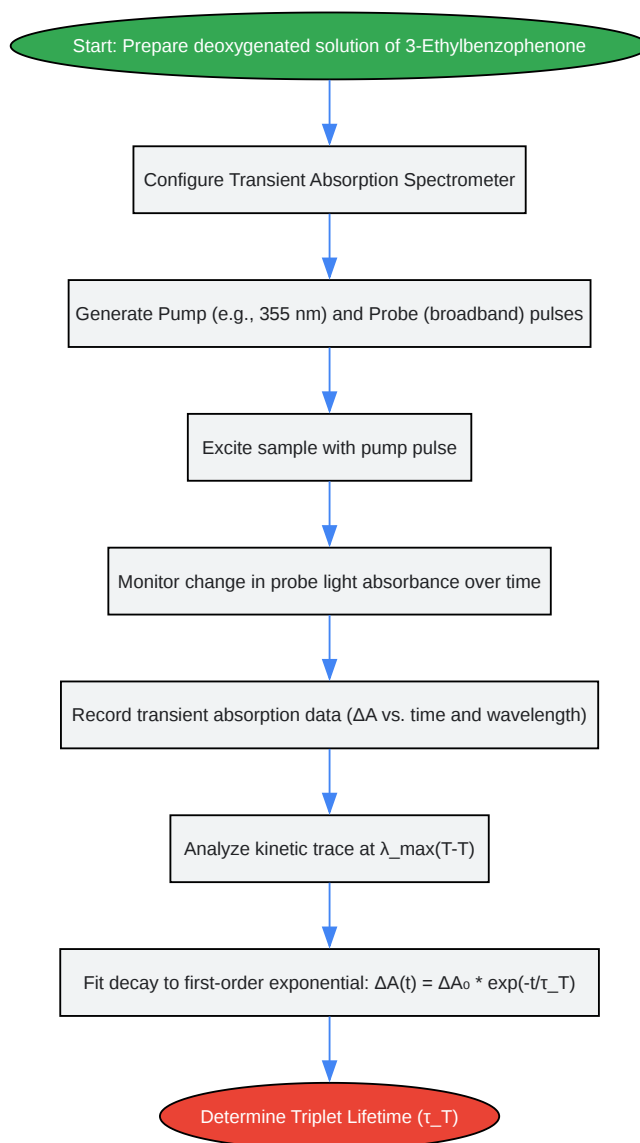 Start: Prepare deoxygenated solution of 3-Ethylbenzophenone
Configure Transient Absorption Spectrometer
Generate Pump (e.g., 355 nm) and Probe (broadband) pulses
Excite sample with pump pulse
Monitor change in probe light absorbance over time
Record transient absorption data (ΔA vs. time and wavelength)
Analyze kinetic trace at λ_max(T-T)
Fit decay to first-order exponential: ΔA(t) = ΔA₀ * exp(-t/τ_T)
Determine Triplet Lifetime (τ_T)